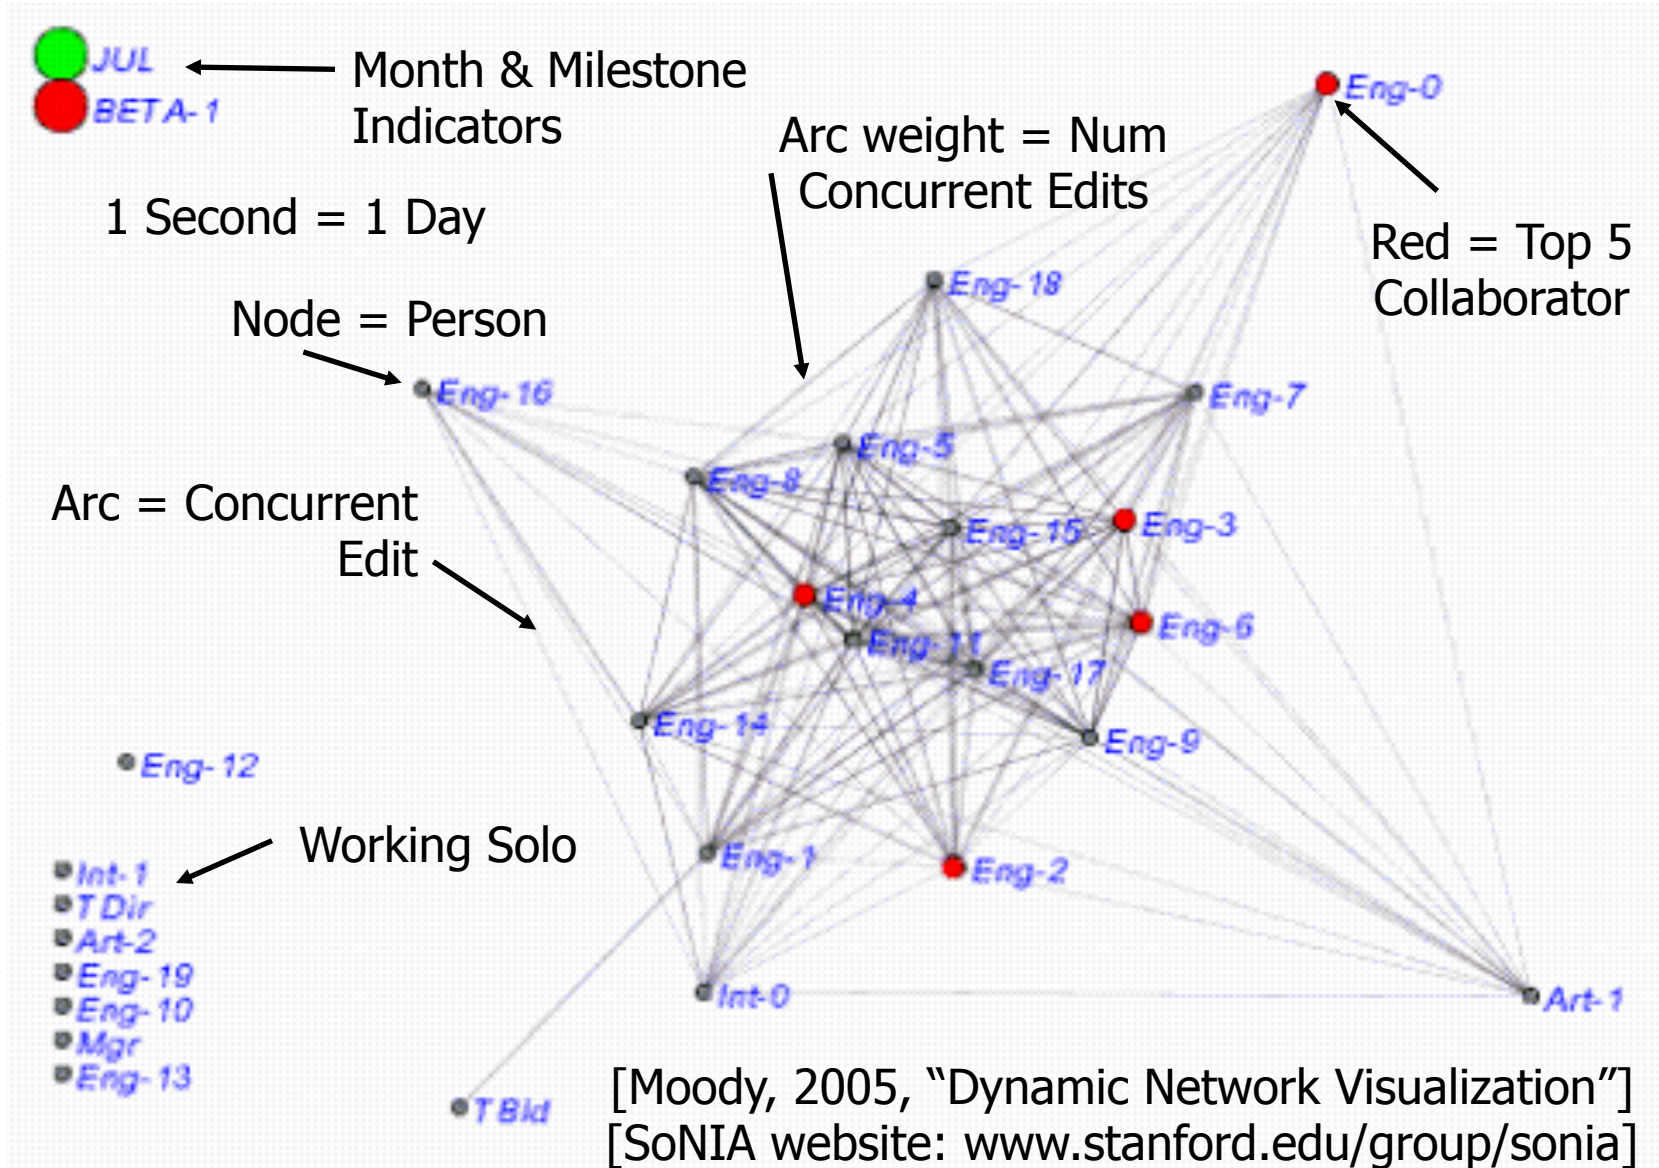 JUL
BETA-1
Month & Milestone
Indicators
Eng-0
Arc weight = Num
Concurrent Edits
1 Second = 1 Day
Red = Top 5
Collaborator
Eng-18
Node = Person
Eng-16
Eng-7
Eng-5
Eng-8
Arc = Concurrent
Edit
Eng-15
Eng-3
Eng-4
Eng-6
Eng-11
Eng-17
Eng-14
Eng-9
Eng-12
Working Solo
Eng-1
Eng-2
Int-1
TDir
Art-2
Eng-19
Eng-10
Mgr
Eng-13
Int-0
Art-1
TBld
[Moody, 2005, “Dynamic Network Visualization”]
[SoNIA website: www.stanford.edu/group/sonia]